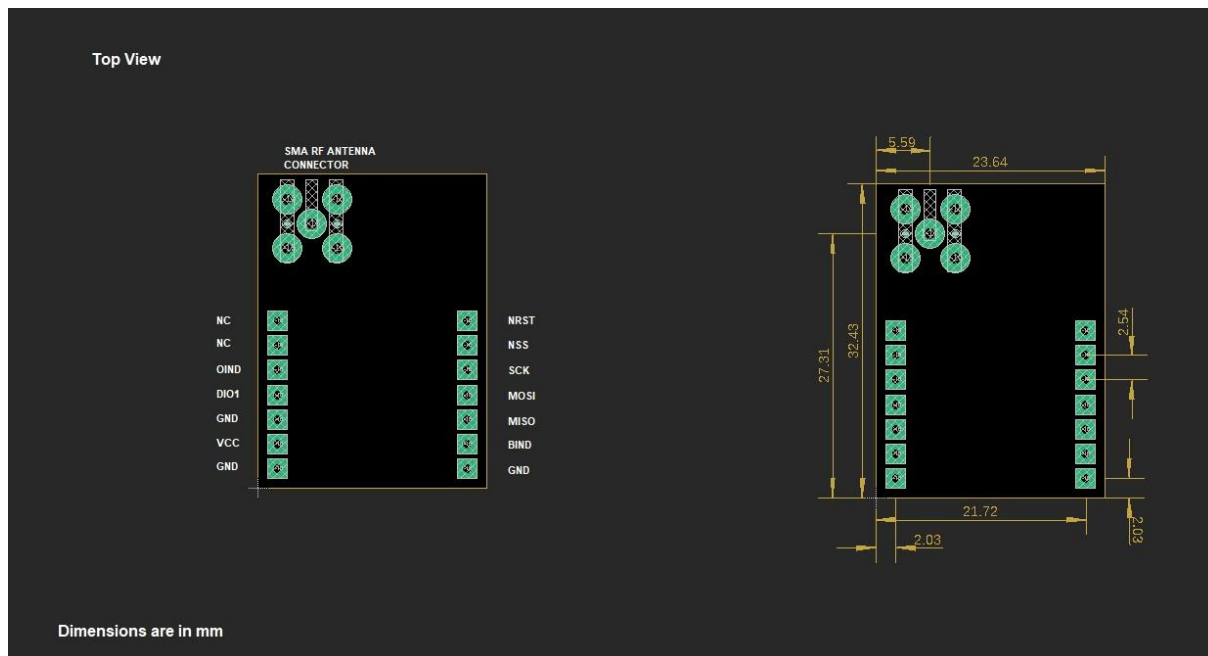 Top View
SMA RF ANTENNA
CONNECTOR
NC
NC
OIND
DIO1
GND
VCC
GND
NRST
NSS
SCK
MOSI
MISO
BIND
GND
5.59
23.64
27.31
32.43
2.54
21.72
2.03
2.03
Dimensions are in mm